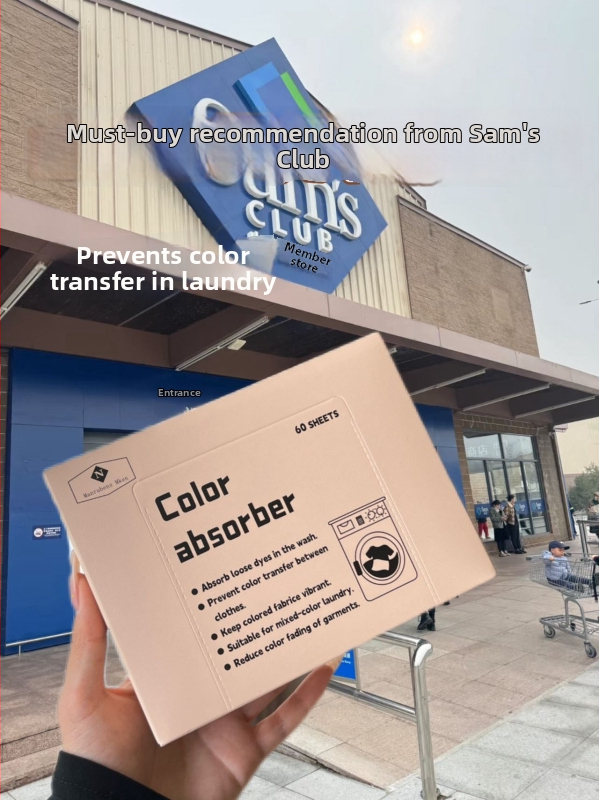 Must-buy recommendation from Sam's
Club
CLUB
Member
store
Prevents color
transfer in laundry
Entrance
60 SHEETS
Color
absorber
• Absorb loose dyes in the wash.
• Prevent color transfer between
clothes.
• Keep colored fabrice vibrant.
• Suitable for mixed-color laundry.
• Reduce color fading of garments.